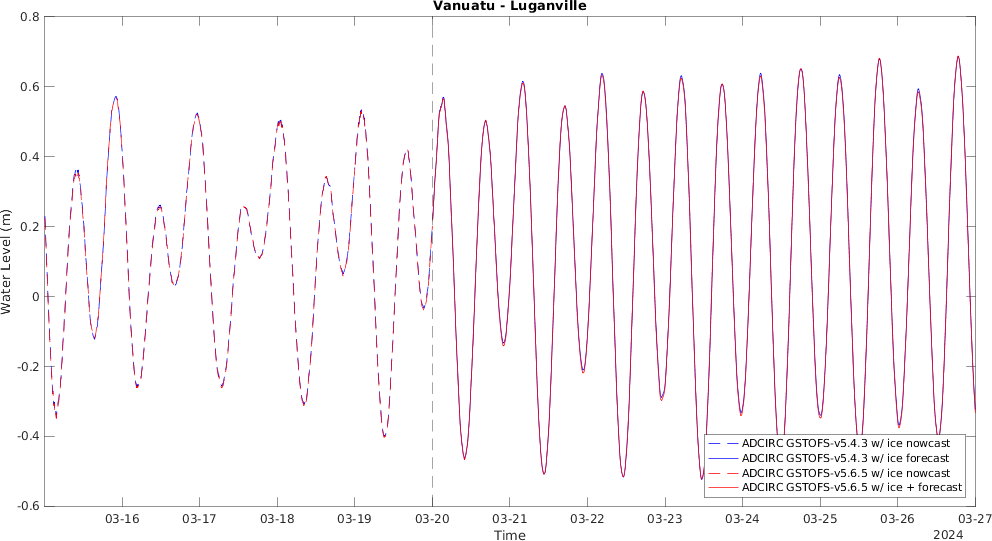 Vanuatu - Luganville
0.8
0.6
0.4
0.2
0
-0.2
-0.4
-0.6
Water Level (m)
ADCIRC GSTOFS-v5.4.3 w/ ice nowcast
ADCIRC GSTOFS-v5.4.3 w/ ice forecast
ADCIRC GSTOFS-v5.6.5 w/ ice nowcast
ADCIRC GSTOFS-v5.6.5 w/ ice + forecast
03-16 03-17 03-18 03-19 03-20 03-21 03-22 03-23 03-24 03-25 03-26 03-27
Time 2024